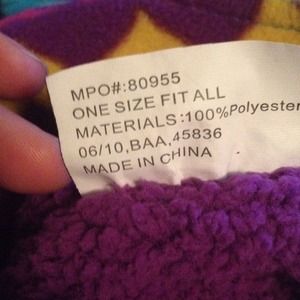 MPO#:80955
ONE SIZE FIT ALL
MATERIALS:100%Polyester
06/10,BAA,45836
MADE IN CHINA